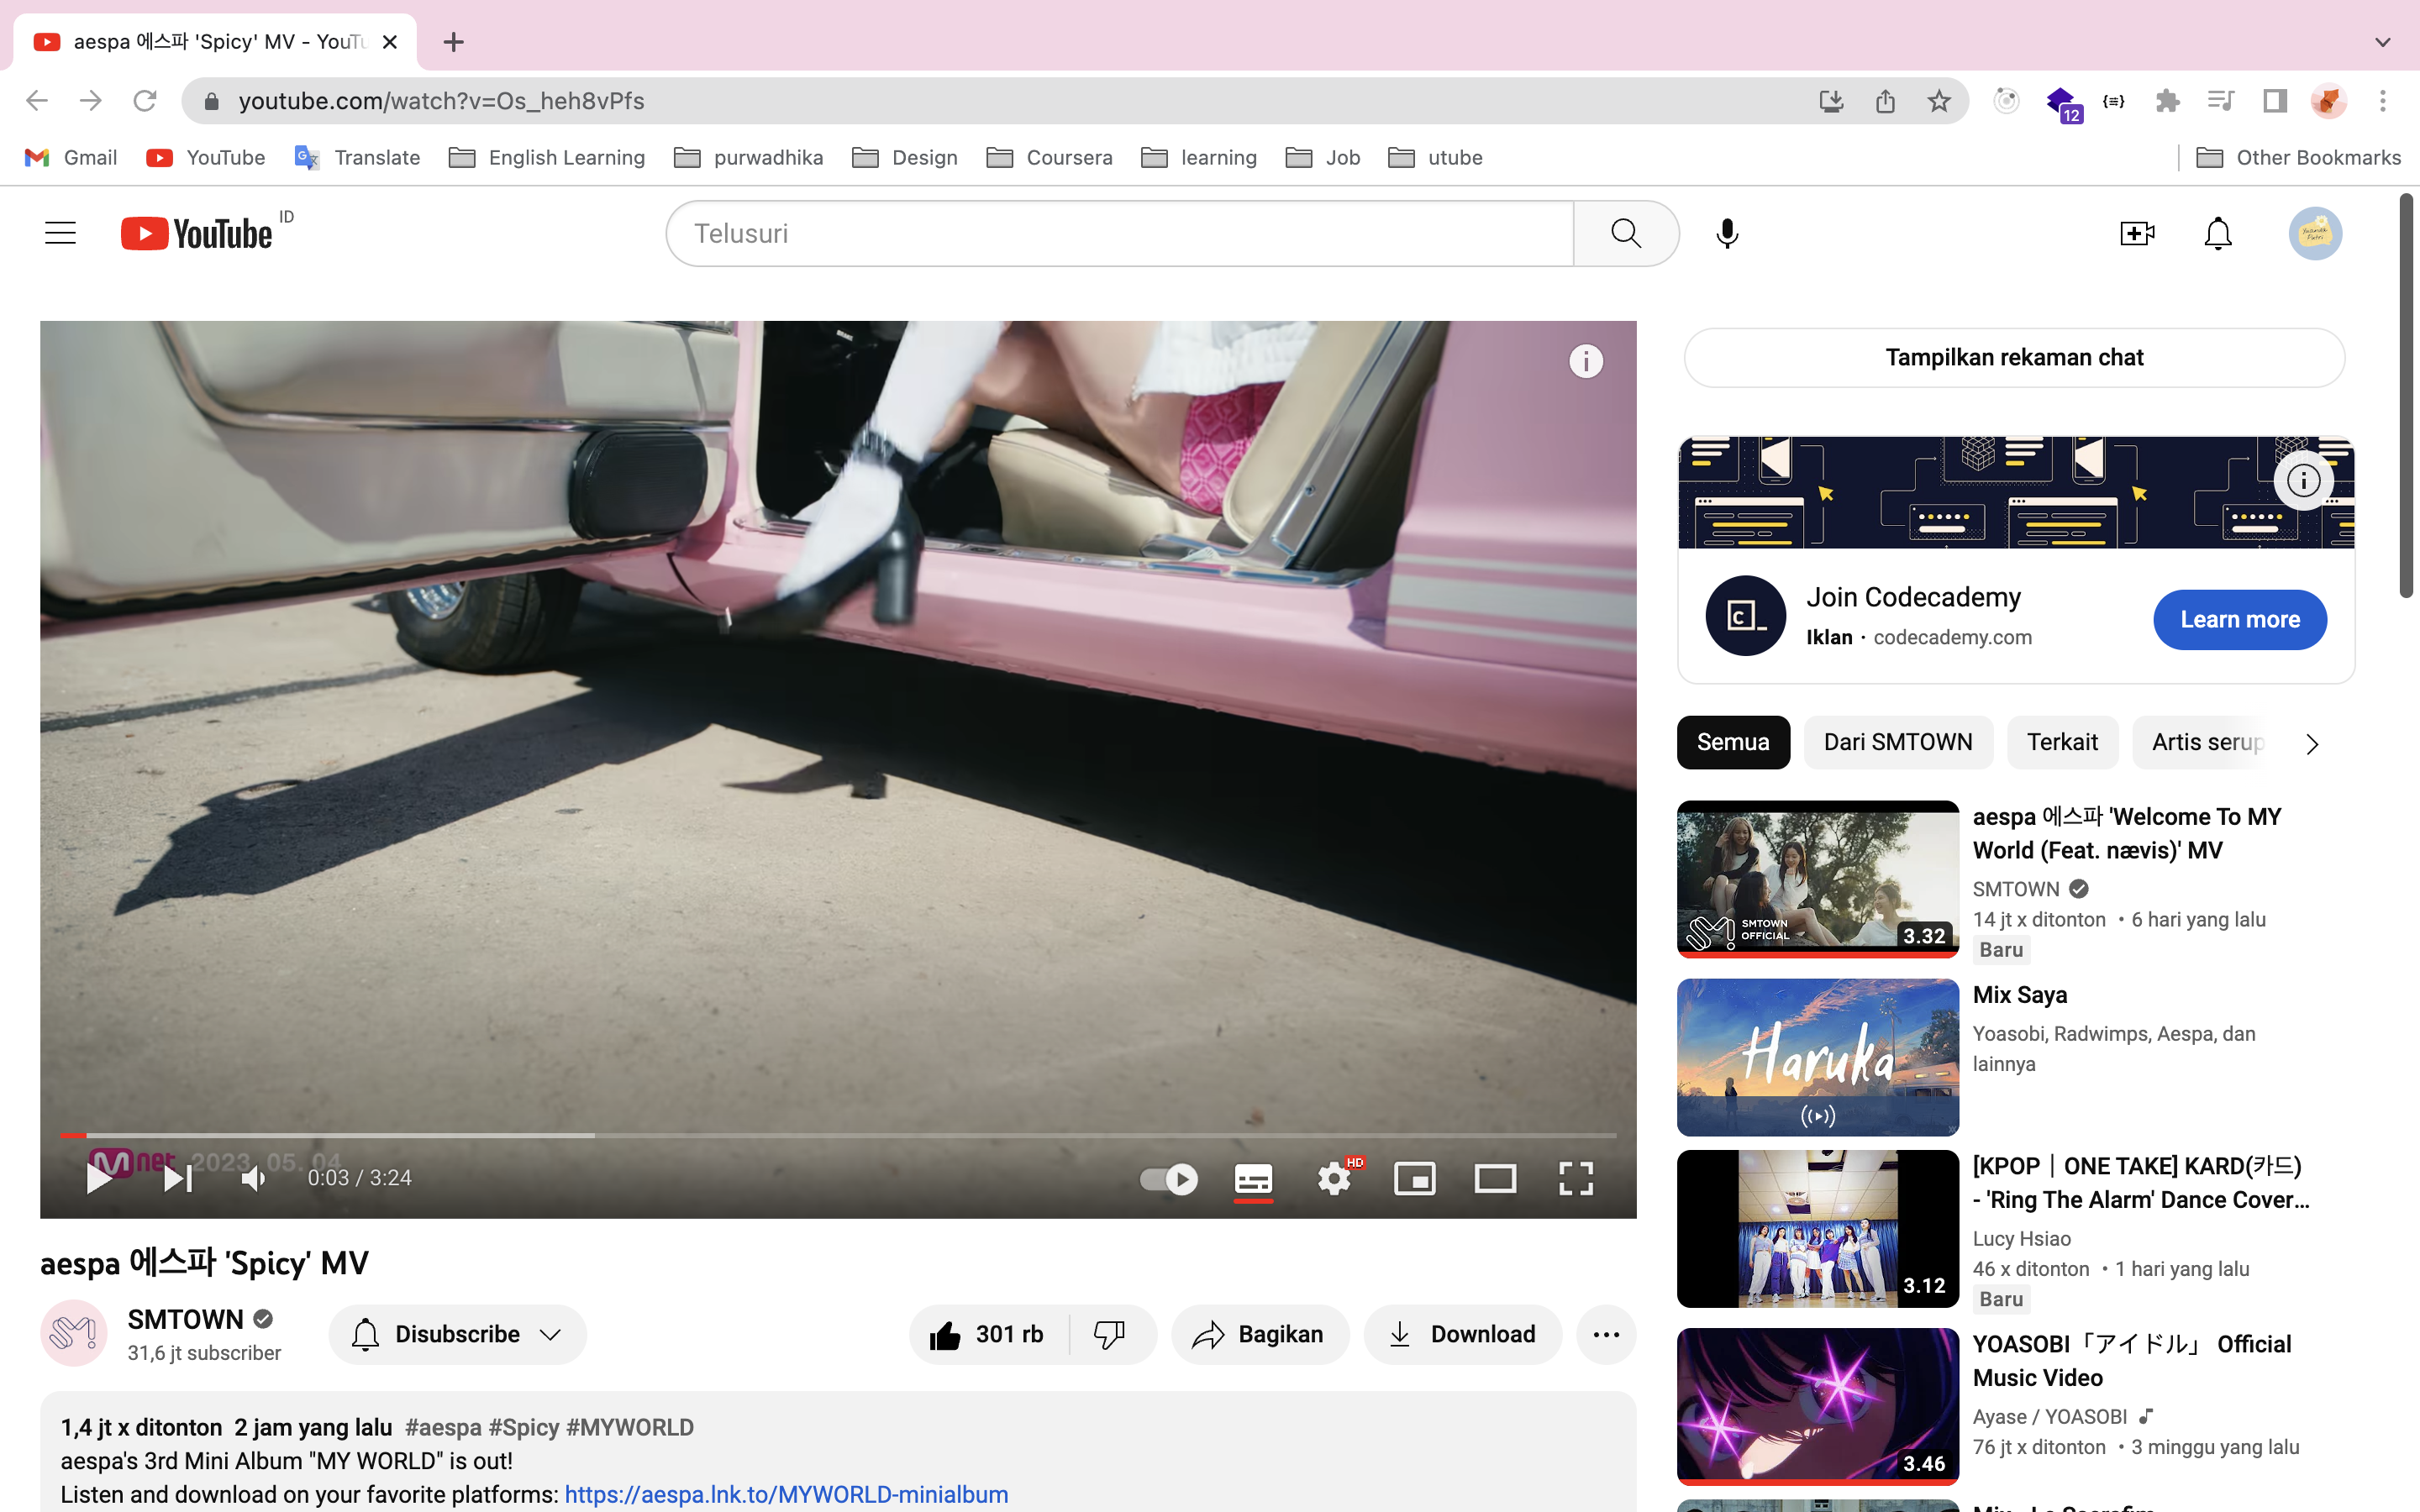 aespa 에스파 'Spicy' MV - YouTu
youtube.com/watch?v=Os_heh8vPfs
12
Gmail
YouTube
Translate
English Learning
purwadhika
Design
Coursera
learning
Job
utube
Other Bookmarks
YouTube ID
Telusuri
Tampilkan rekaman chat
Join Codecademy
Iklan · codecademy.com
Learn more
Semua
Dari SMTOWN
Terkait
Artis serup
aespa 에스파 'Welcome To MY
World (Feat. nævis)' MV
SMTOWN
14 jt x ditonton • 6 hari yang lalu
Baru
SMTOWN
OFFICIAL
3.32
Mix Saya
Yoasobi, Radwimps, Aespa, dan
lainnya
Haruka
[KPOP｜ONE TAKE] KARD(카드)
- 'Ring The Alarm' Dance Cover...
Lucy Hsiao
46 x ditonton • 1 hari yang lalu
Baru
3.12
YOASOBI「アイドル」 Official
Music Video
Ayase / YOASOBI
76 jt x ditonton • 3 minggu yang lalu
3.46
Mnet 2023. 05. 04
0:03 / 3:24
HD
aespa 에스파 'Spicy' MV
SMTOWN
31,6 jt subscriber
Disubscribe
301 rb
Bagikan
Download
1,4 jt x ditonton 2 jam yang lalu #aespa #Spicy #MYWORLD
aespa's 3rd Mini Album "MY WORLD" is out!
Listen and download on your favorite platforms: https://aespa.lnk.to/MYWORLD-minialbum